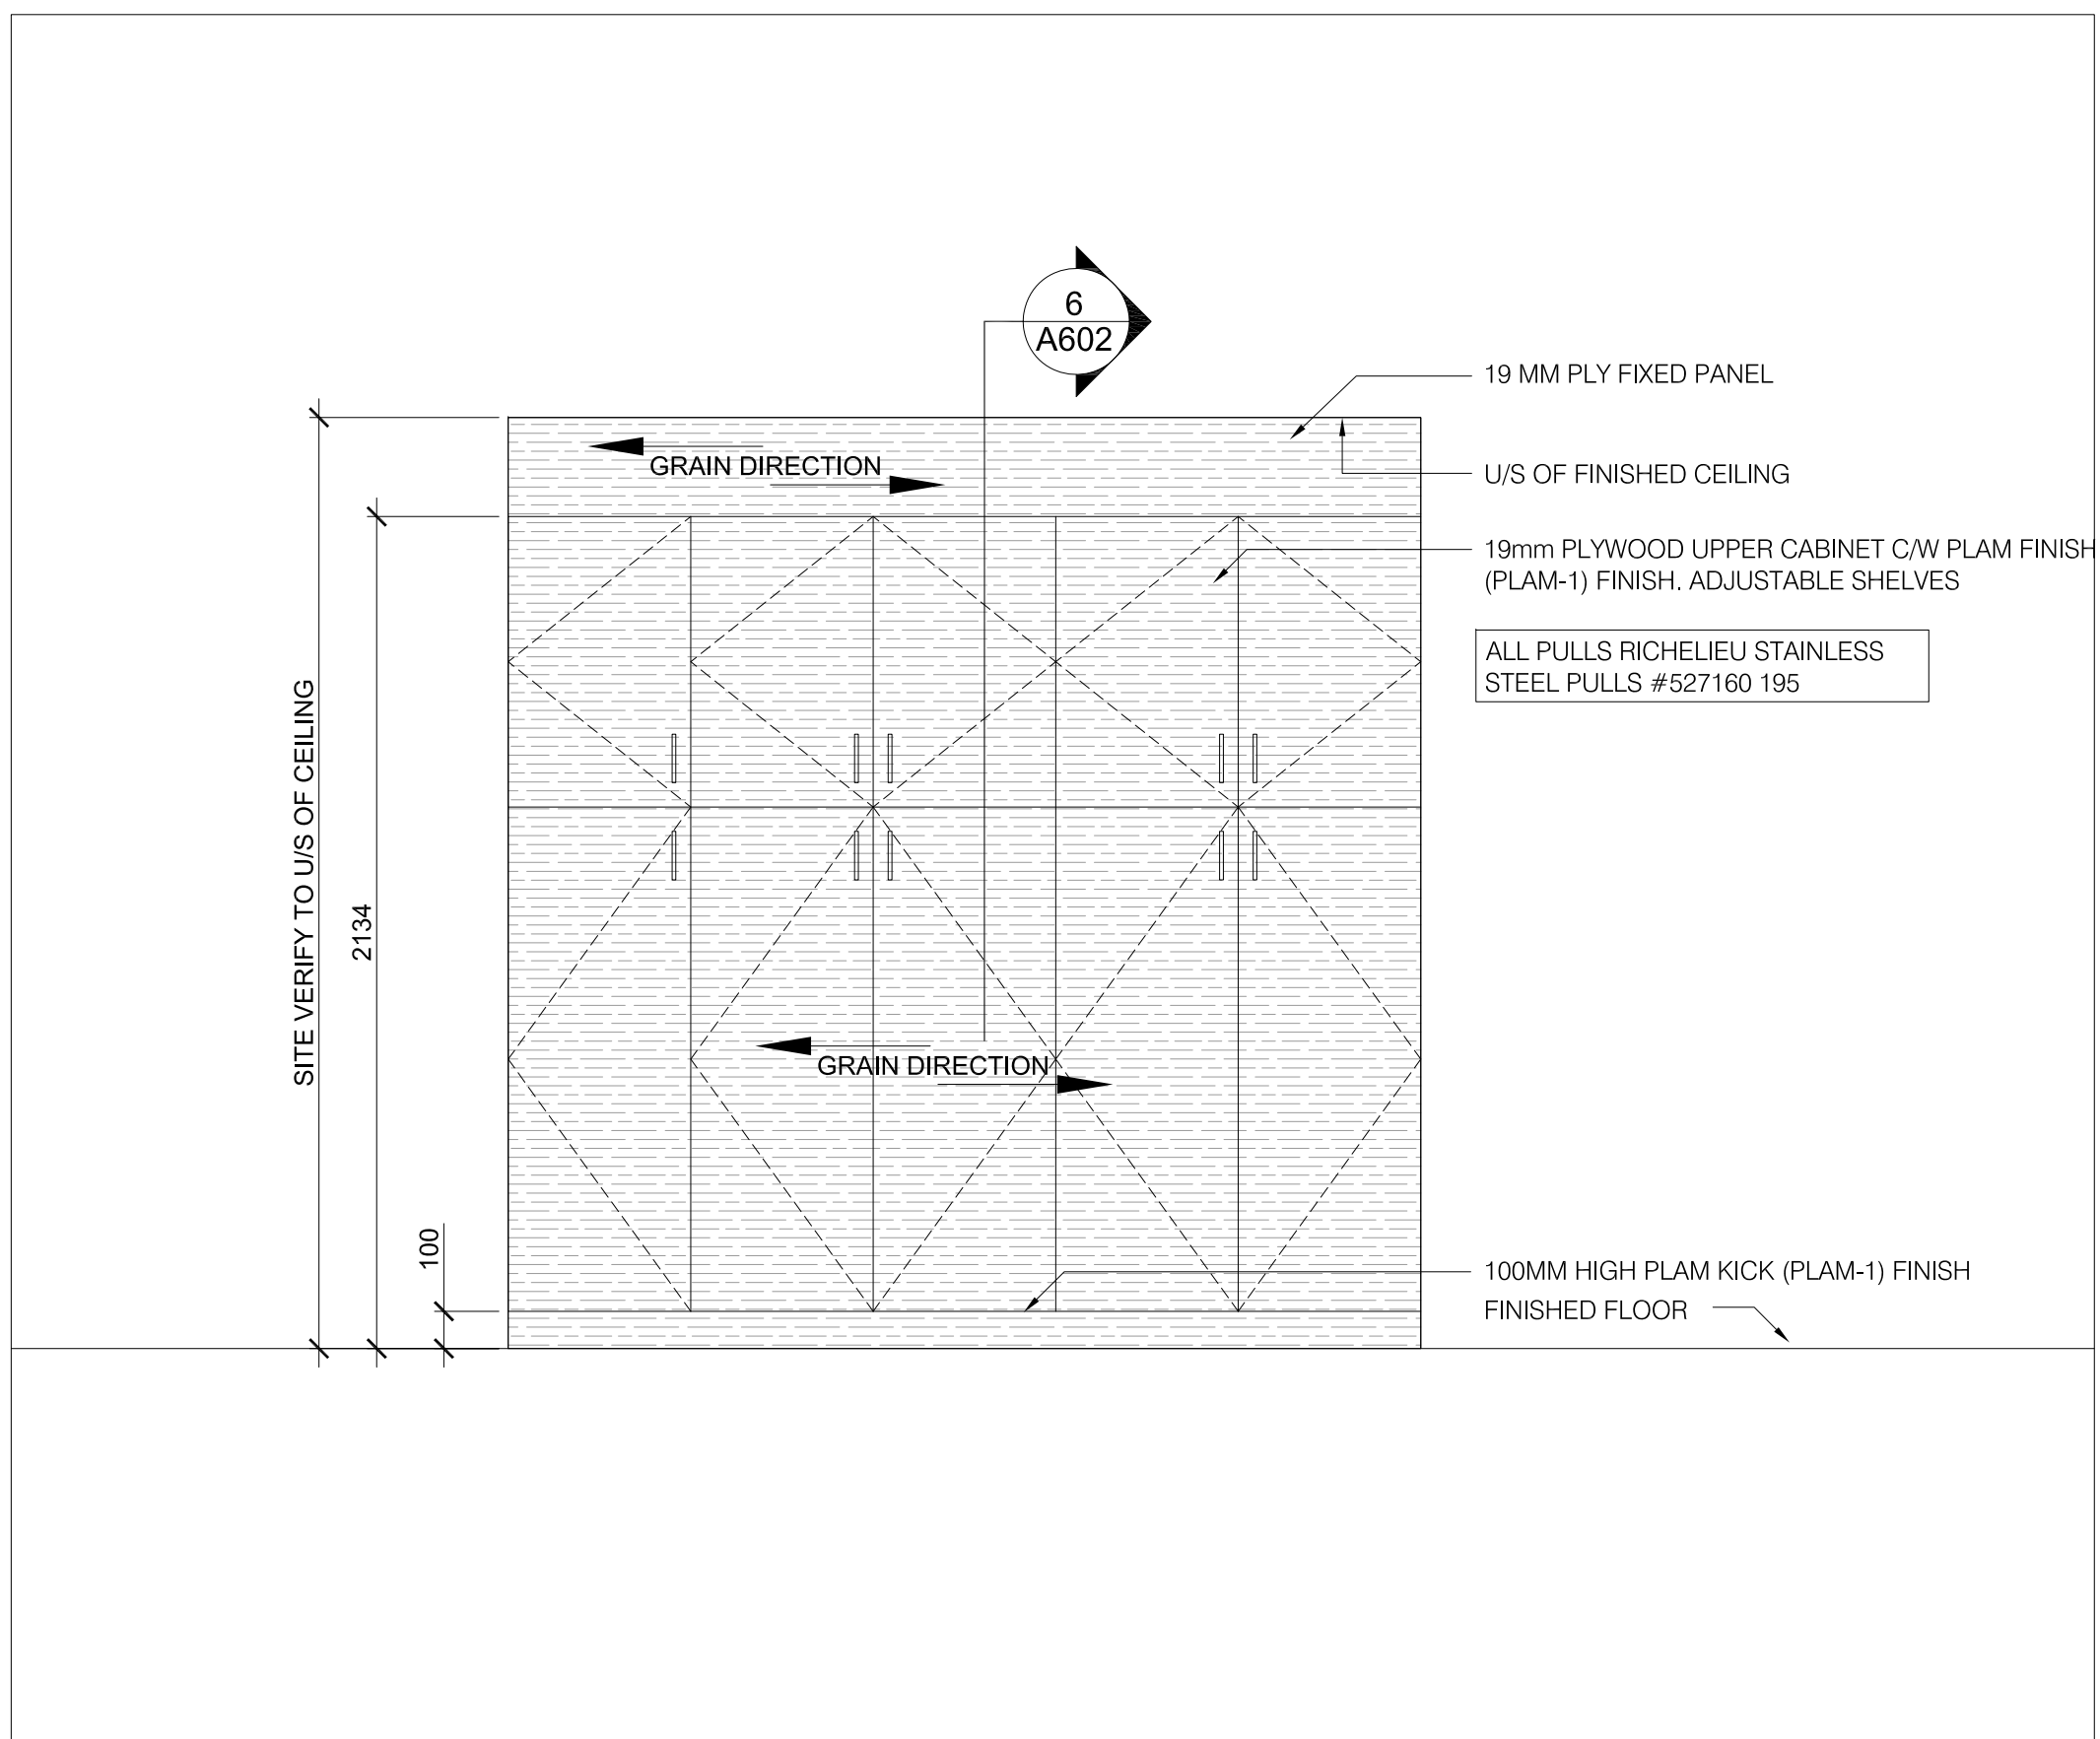 6
A602
19 MM PLY FIXED PANEL
GRAIN DIRECTION
U/S OF FINISHED CEILING
19mm PLYWOOD UPPER CABINET C/W PLAM FINISH
(PLAM-1) FINISH. ADJUSTABLE SHELVES
ALL PULLS RICHELIEU STAINLESS
STEEL PULLS #527160 195
SITE VERIFY TO U/S OF CEILING
2134
GRAIN DIRECTION
100
100MM HIGH PLAM KICK (PLAM-1) FINISH
FINISHED FLOOR